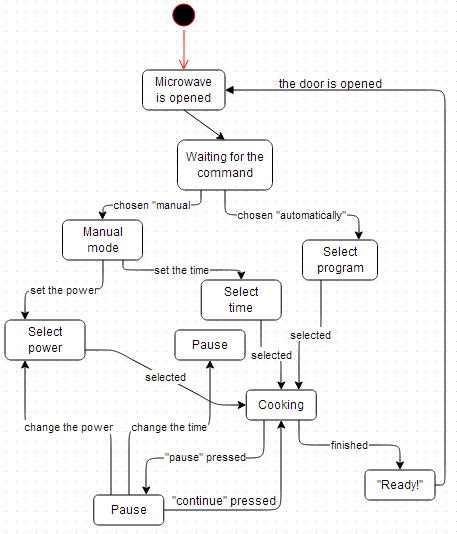 Microwave
is opened
the door is opened
Waiting for the
command
chosen "manual
chosen "automatically"
Manual
mode
Select
program
set the time
set the power
Select
time
Select
power
Pause
selected
selected
selected
Cooking
change the power
change the time
finished
"pause" pressed
"Ready!"
"continue" pressed
Pause